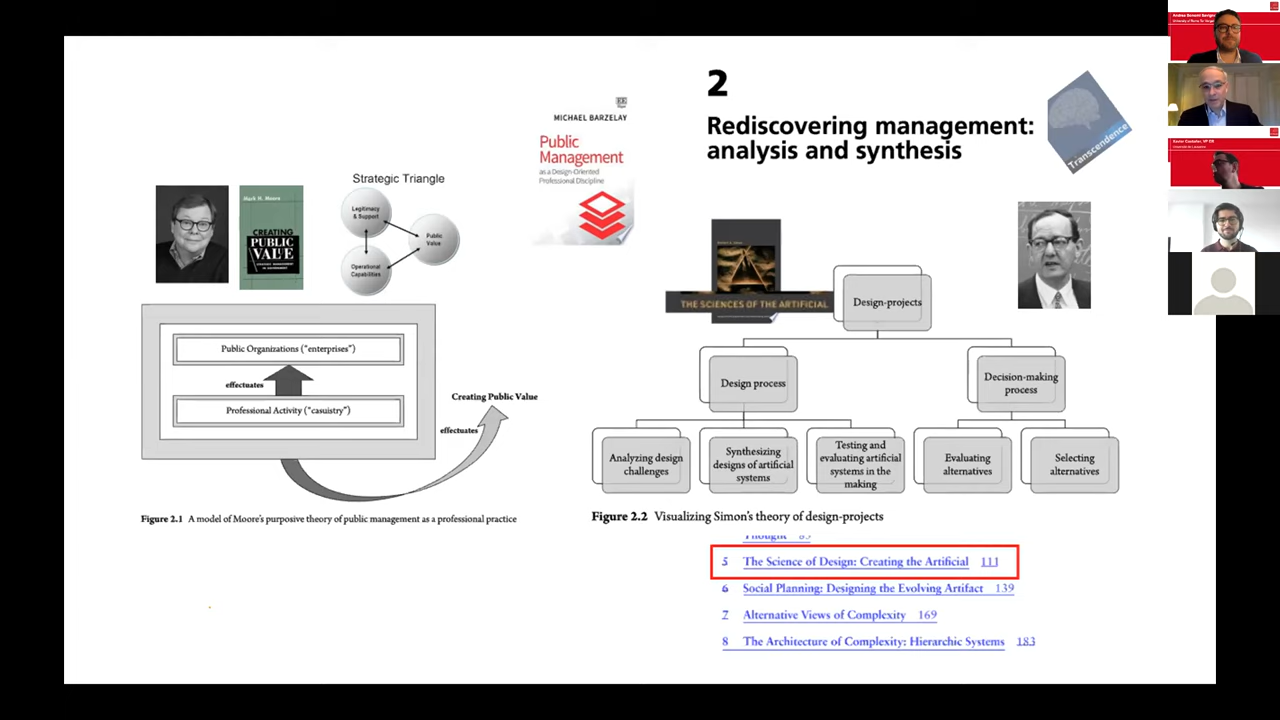 2
Rediscovering management:
analysis and synthesis
Transcendence
MICHAEL BARZELAY
Public
Management
as a Design-Oriented
Professional Discipline
Strategic Triangle
Legitimacy
& Support
Public
Value
Operational
Capabilities
Mark H. Moore
CREATING
PUBLIC
VALUE
STRATEGIC MANAGEMENT
IN GOVERNMENT
Public Organizations ("enterprises")
effectuates
Professional Activity ("casuistry")
Creating Public Value
effectuates
Figure 2.1 A model of Moore's purposive theory of public management as a professional practice
THE SCIENCES OF THE ARTIFICIAL
Design-projects
Design process
Decision-making
process
Analyzing design
challenges
Synthesizing
designs of artificial
systems
Testing and
evaluating artificial
systems in the
making
Evaluating
alternatives
Selecting
alternatives
Figure 2.2 Visualizing Simon's theory of design-projects
Thought 85
5 The Science of Design: Creating the Artificial 111
6 Social Planning: Designing the Evolving Artifact 139
7 Alternative Views of Complexity 169
8 The Architecture of Complexity: Hierarchic Systems 183